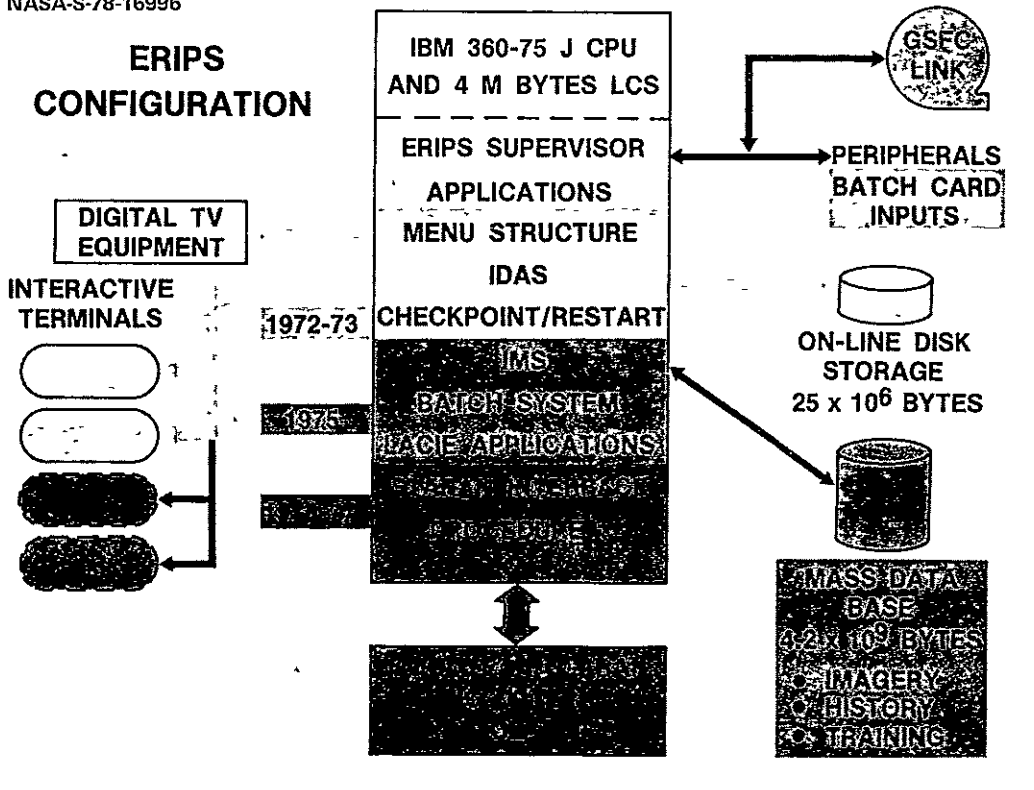 NASA-S-78-16996
ERIPS
CONFIGURATION
IBM 360-75 J CPU
AND 4 M BYTES LCS
ERIPS SUPERVISOR
APPLICATIONS
MENU STRUCTURE
IDAS
CHECKPOINT/RESTART
IMS
BATCH SYSTEM
LACIE APPLICATIONS
INTERFACE
DIGITAL TV
EQUIPMENT
INTERACTIVE
TERMINALS
1972-73
1975
GSFC
LINK
PERIPHERALS
BATCH CARD
INPUTS
ON-LINE DISK
STORAGE
25 x 10⁶ BYTES
MASS DATA
BASE
4-2 x 10⁹ BYTES
• IMAGERY
• HISTORY
• TRAINING